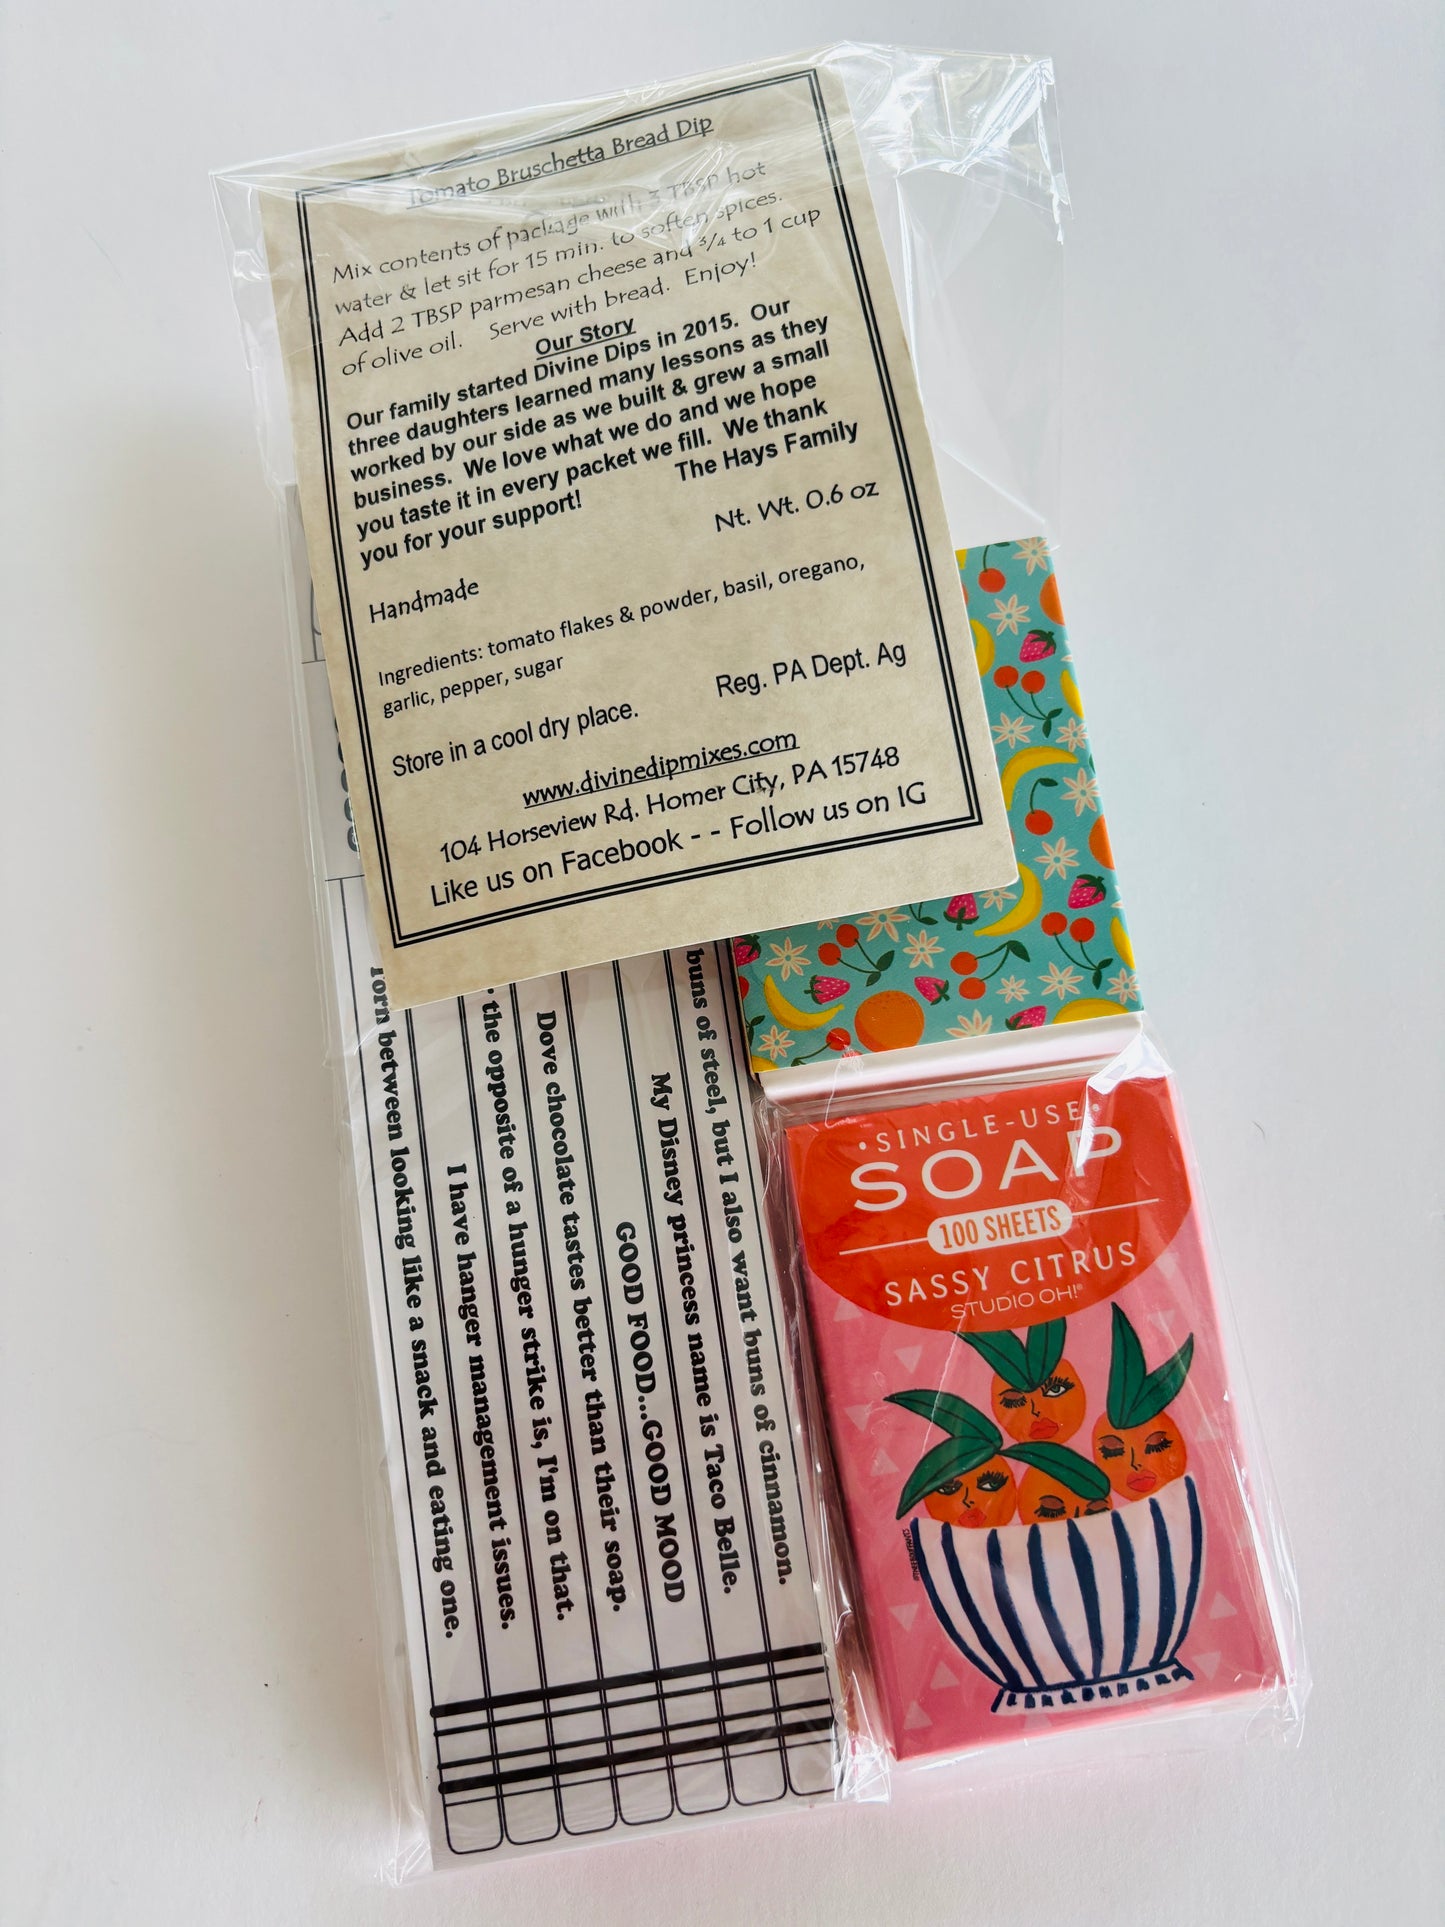 Tomato Bruschetta Bread Dip
Mix contents of package with 3 TBSP hot
water & let sit for 15 min. to soften spices.
Add 2 TBSP parmesan cheese and ¾ to 1 cup
of olive oil. Serve with bread. Enjoy!
Our Story
Our family started Divine Dips in 2015. Our
three daughters learned many lessons as they
worked by our side as we built & grew a small
business. We love what we do and we hope
you taste it in every packet we fill. We thank
you for your support! The Hays Family
Nt. Wt. 0.6 oz
Handmade
Ingredients: tomato flakes & powder, basil, oregano,
garlic, pepper, sugar
Reg. PA Dept. Ag
Store in a cool dry place.
www.divinedipmixes.com
104 Horseview Rd. Homer City, PA 15748
Like us on Facebook - - Follow us on IG
buns of steel, but I also want buns of cinnamon.
My Disney princess name is Taco Belle.
GOOD FOOD...GOOD MOOD
Dove chocolate tastes better than their soap.
the opposite of a hunger strike is, I'm on that.
I have hanger management issues.
Torn between looking like a snack and eating one.
•SINGLE-USE•
SOAP
100 SHEETS
SASSY CITRUS
STUDIO OH!®